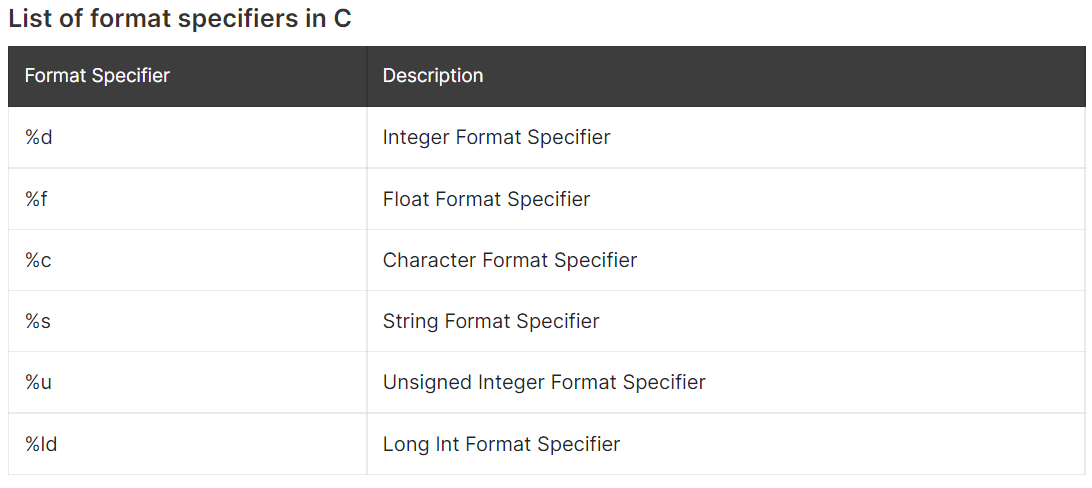 List of format specifiers in C
Format Specifier Description
%d Integer Format Specifier
%f Float Format Specifier
%c Character Format Specifier
%s String Format Specifier
%u Unsigned Integer Format Specifier
%ld Long Int Format Specifier